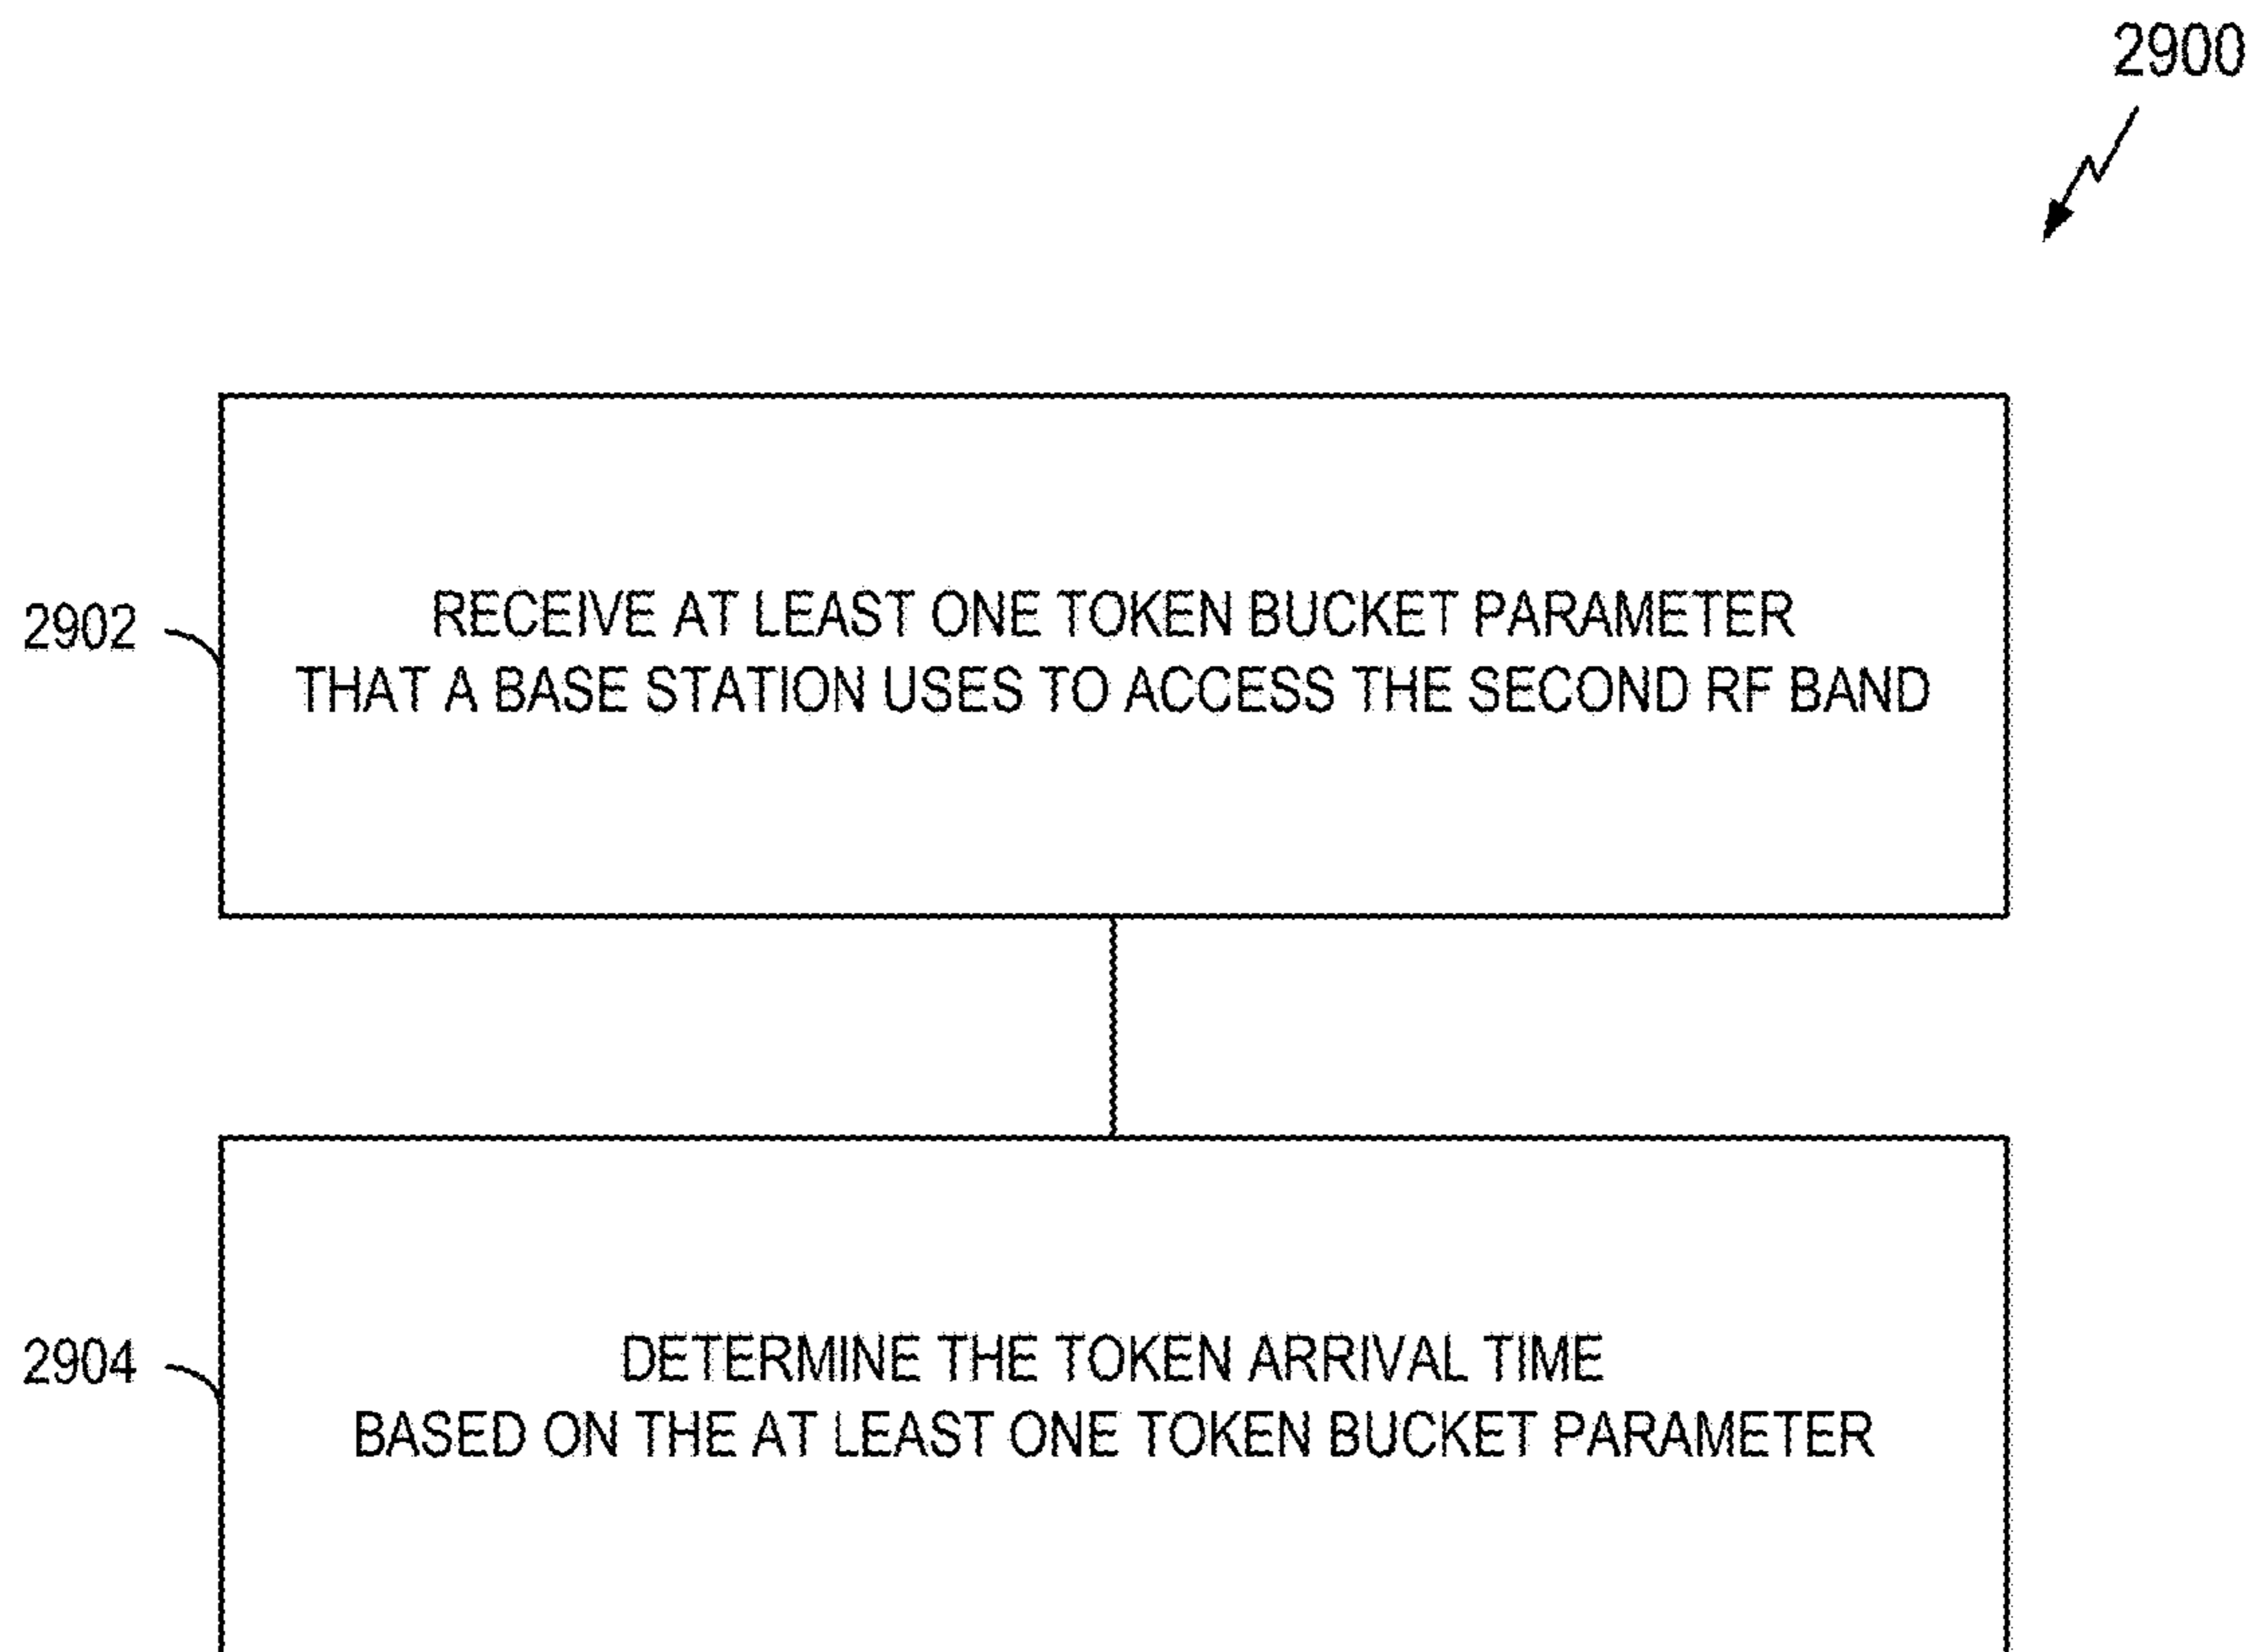 2900
2902
RECEIVE AT LEAST ONE TOKEN BUCKET PARAMETER
THAT A BASE STATION USES TO ACCESS THE SECOND RF BAND
2904
DETERMINE THE TOKEN ARRIVAL TIME
BASED ON THE AT LEAST ONE TOKEN BUCKET PARAMETER